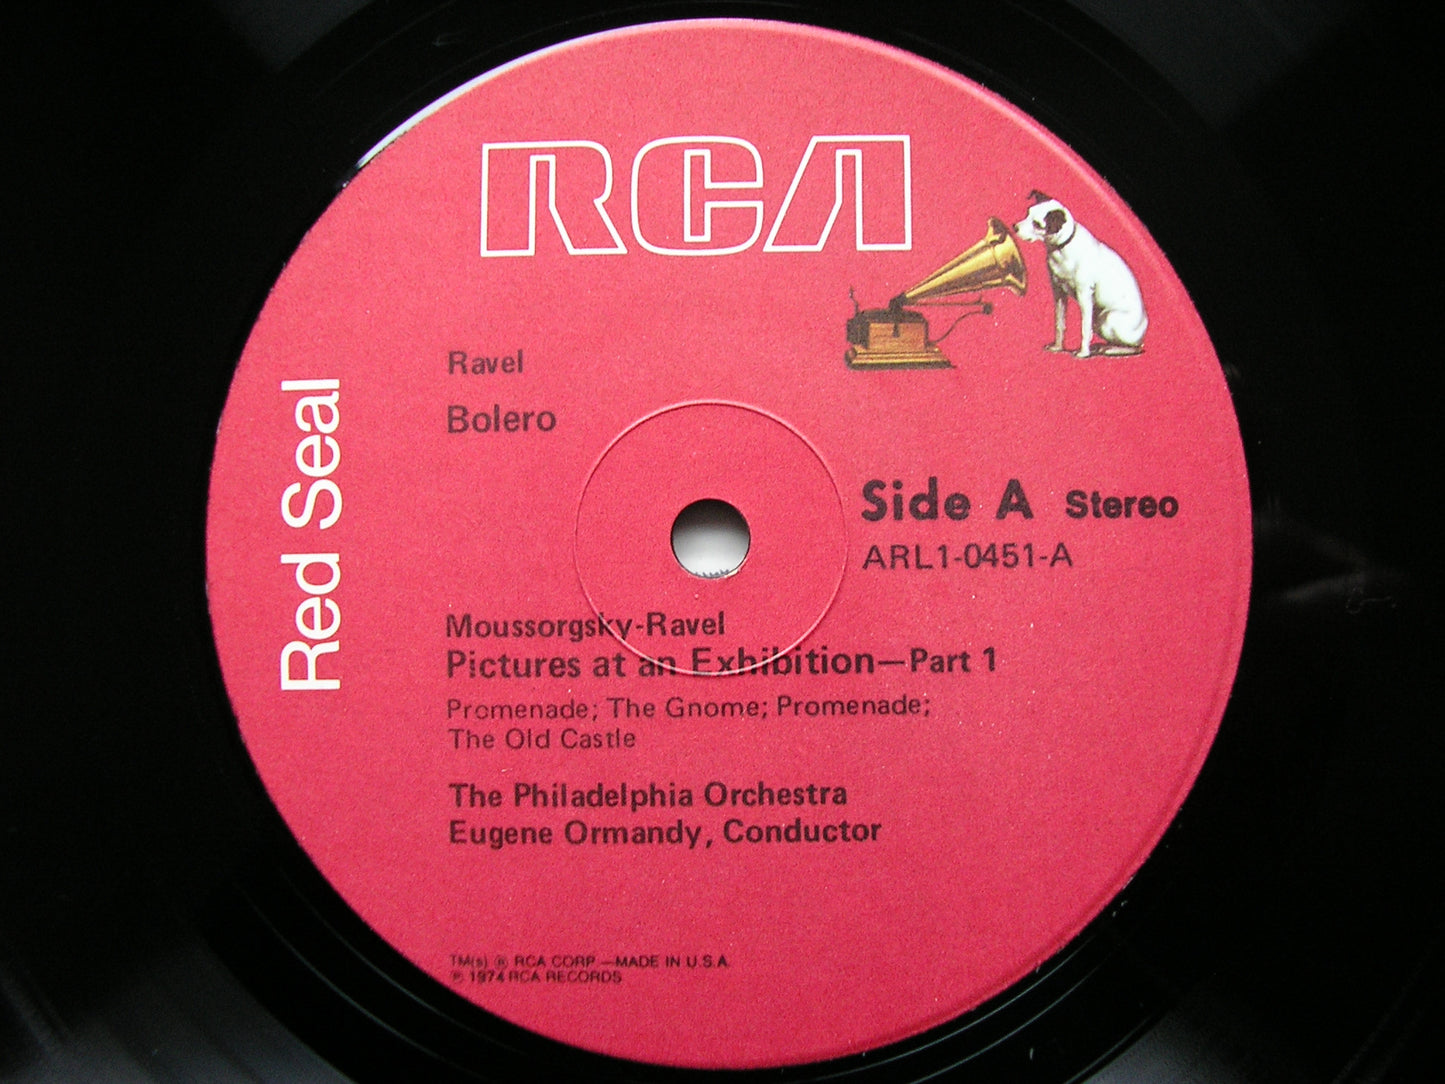 RCA
Red Seal
Ravel
Bolero
Side A Stereo
ARL1-0451-A
Moussorgsky-Ravel
Pictures at an Exhibition—Part 1
Promenade; The Gnome; Promenade;
The Old Castle
The Philadelphia Orchestra
Eugene Ormandy, Conductor
TM(s) ® RCA CORP.—MADE IN U.S.A.
℗ 1974 RCA RECORDS